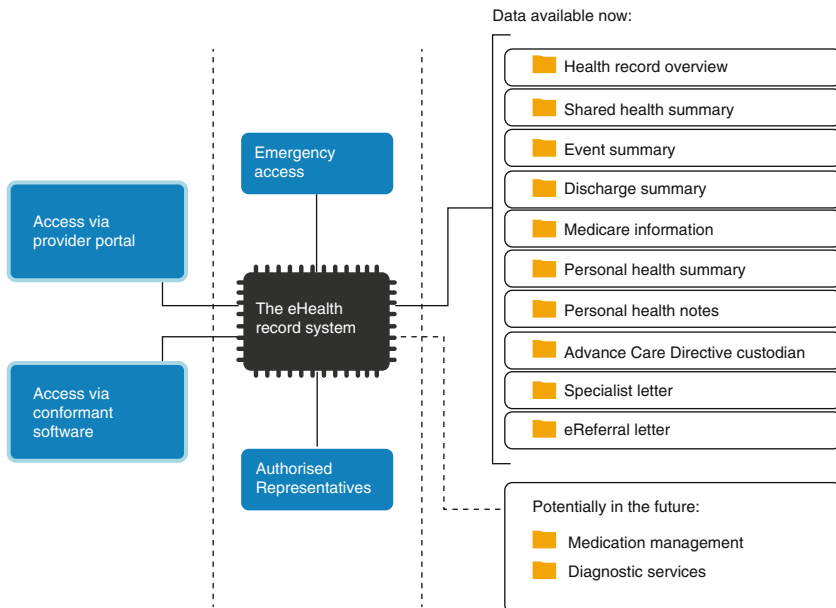 Data available now:
Health record overview
Shared health summary
Event summary
Discharge summary
Medicare information
Personal health summary
Personal health notes
Advance Care Directive custodian
Specialist letter
eReferral letter
Emergency
access
Access via
provider portal
The eHealth
record system
Access via
conformant
software
Authorised
Representatives
Potentially in the future:
Medication management
Diagnostic services